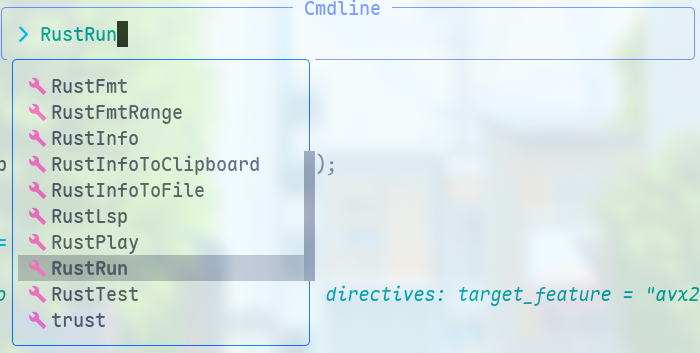 Cmdline
> RustRun
RustFmt
RustFmtRange
RustInfo
RustInfoToClipboard
);
RustInfoToFile
RustLsp
RustPlay
=
RustRun
RustTest
directives: target_feature = "avx2
trust